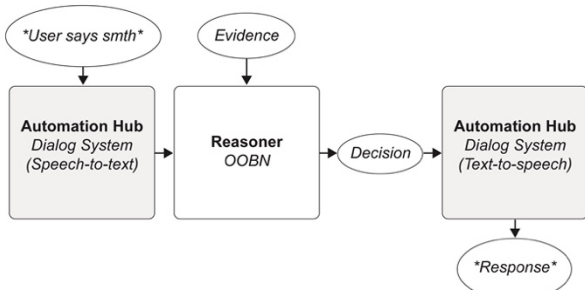 *User says smth*
Evidence
Automation Hub
Dialog System
(Speech-to-text)
Reasoner
OOBN
Decision
Automation Hub
Dialog System
(Text-to-speech)
*Response*